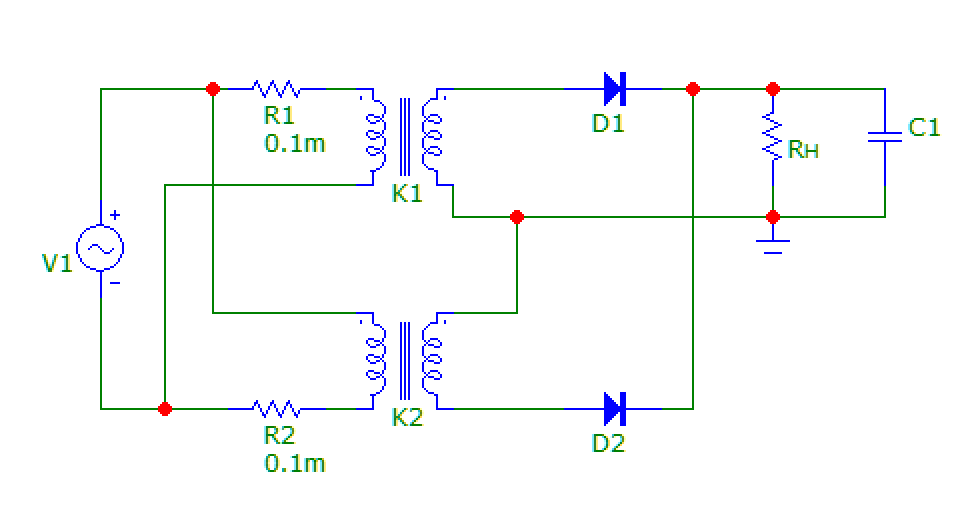 R1
0.1m
K1
D1
RH
C1
+
V1
−
K2
R2
0.1m
D2